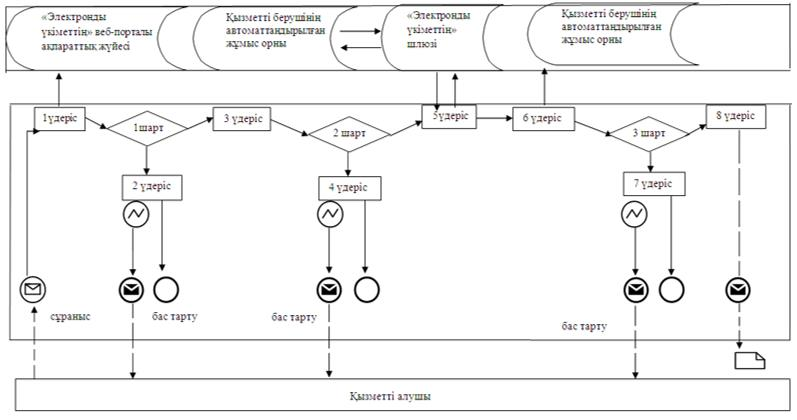 «Электронды
үкіметтің» веб-порталы
ақпараттық жүйесі
Қызметті берушінің
автоматтандырылған
жұмыс орны
«Электронды
үкіметтің»
шлюзі
Қызметті берушінің
автоматтандырылған
жұмыс орны
1үдеріс
1шарт
3 үдеріс
2 шарт
5үдеріс
6 үдеріс
3 шарт
8 үдеріс
2 үдеріс
4 үдеріс
7 үдеріс
сұраныс
бас тарту
бас тарту
бас тарту
Қызметті алушы